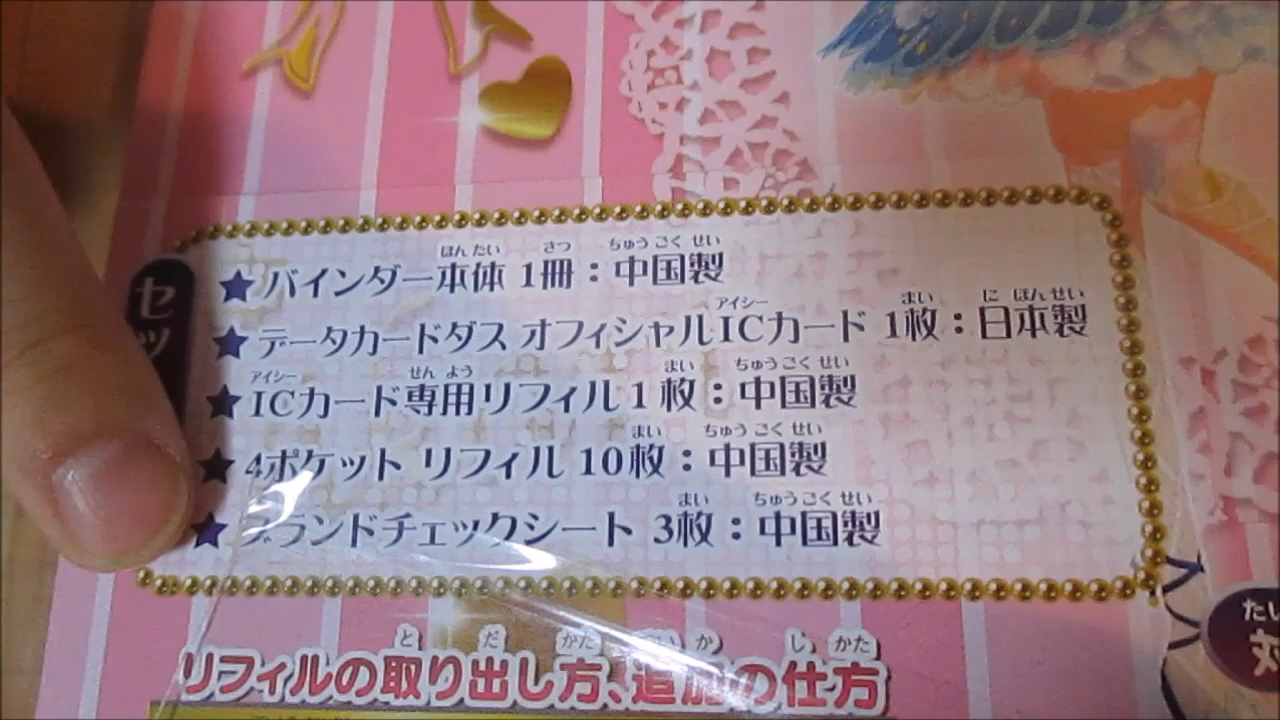 セッ
★バインダー本体 1冊：中国製
★データカードダス オフィシャルICカード 1枚：日本製
★ICカード専用リフィル1枚：中国製
★4ポケット リフィル 10枚：中国製
★ブランドチェックシート 3枚：中国製
リフィルの取り出し方、追加の仕方
たい
対